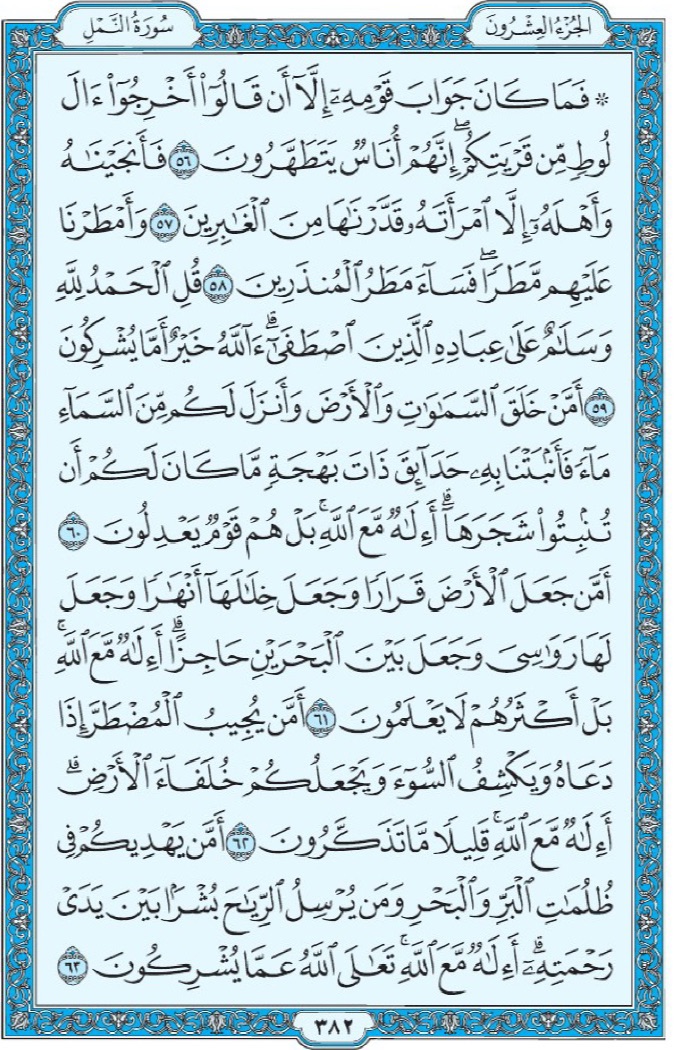 الجُزْءُ العِشْرُونَ
سُورَةُ النَّمْلِ
۞ فَمَا كَانَ جَوَابَ قَوْمِهِۦٓ إِلَّآ أَن قَالُوٓا۟ أَخْرِجُوٓا۟ ءَالَ
لُوطٍ مِّن قَرْيَتِكُمْ ۖ إِنَّهُمْ أُنَاسٌ يَتَطَهَّرُونَ ٥٦ فَأَنجَيْنَـٰهُ
وَأَهْلَهُۥٓ إِلَّا ٱمْرَأَتَهُۥ قَدَّرْنَـٰهَا مِنَ ٱلْغَـٰبِرِينَ ٥٧ وَأَمْطَرْنَا
عَلَيْهِم مَّطَرًا ۖ فَسَآءَ مَطَرُ ٱلْمُنذَرِينَ ٥٨ قُلِ ٱلْحَمْدُ لِلَّهِ
وَسَلَـٰمٌ عَلَىٰ عِبَادِهِ ٱلَّذِينَ ٱصْطَفَىٰٓ ۗ ءَآللَّهُ خَيْرٌ أَمَّا يُشْرِكُونَ
٥٩ أَمَّنْ خَلَقَ ٱلسَّمَـٰوَٰتِ وَٱلْأَرْضَ وَأَنزَلَ لَكُم مِّنَ ٱلسَّمَآءِ
مَآءً فَأَنۢبَتْنَا بِهِۦ حَدَآئِقَ ذَاتَ بَهْجَةٍ مَّا كَانَ لَكُمْ أَن
تُنۢبِتُوا۟ شَجَرَهَآ ۗ أَءِلَـٰهٌ مَّعَ ٱللَّهِ ۚ بَلْ هُمْ قَوْمٌ يَعْدِلُونَ ٦٠
أَمَّن جَعَلَ ٱلْأَرْضَ قَرَارًا وَجَعَلَ خِلَـٰلَهَآ أَنْهَـٰرًا وَجَعَلَ
لَهَا رَوَٰسِىَ وَجَعَلَ بَيْنَ ٱلْبَحْرَيْنِ حَاجِزًا ۗ أَءِلَـٰهٌ مَّعَ ٱللَّهِ ۚ
بَلْ أَكْثَرُهُمْ لَا يَعْلَمُونَ ٦١ أَمَّن يُجِيبُ ٱلْمُضْطَرَّ إِذَا
دَعَاهُ وَيَكْشِفُ ٱلسُّوٓءَ وَيَجْعَلُكُمْ خُلَفَآءَ ٱلْأَرْضِ ۗ
أَءِلَـٰهٌ مَّعَ ٱللَّهِ ۚ قَلِيلًا مَّا تَذَكَّرُونَ ٦٢ أَمَّن يَهْدِيكُمْ فِى
ظُلُمَـٰتِ ٱلْبَرِّ وَٱلْبَحْرِ وَمَن يُرْسِلُ ٱلرِّيَـٰحَ بُشْرًۢا بَيْنَ يَدَىْ
رَحْمَتِهِۦٓ ۗ أَءِلَـٰهٌ مَّعَ ٱللَّهِ ۚ تَعَـٰلَى ٱللَّهُ عَمَّا يُشْرِكُونَ ٦٣
٣٨٢